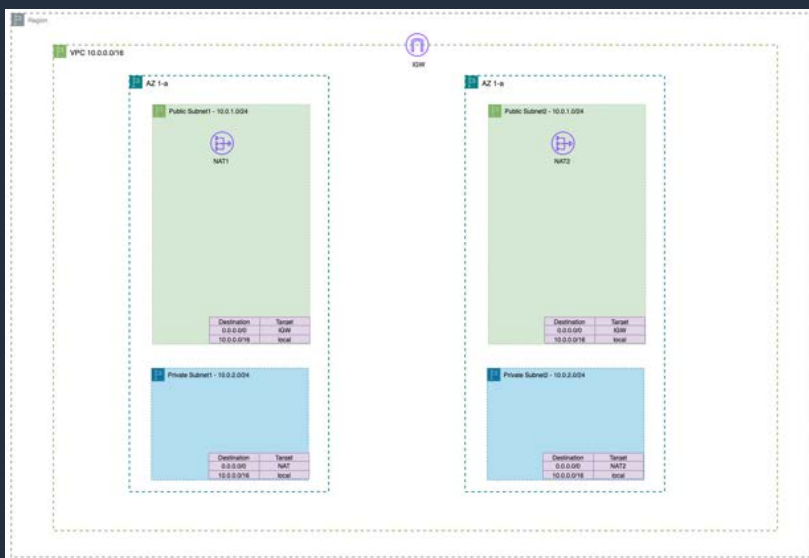 Region
VPC 10.0.0.0/16
IGW
AZ 1-a
Public Subnet1 - 10.0.1.0/24
NAT1
Destination Target
0.0.0.0/0 IGW
10.0.0.0/16 local
Private Subnet1 - 10.0.2.0/24
Destination Target
0.0.0.0/0 NAT
10.0.0.0/16 local
AZ 1-a
Public Subnet2 - 10.0.1.0/24
NAT2
Destination Target
0.0.0.0/0 IGW
10.0.0.0/16 local
Private Subnet2 - 10.0.2.0/24
Destination Target
0.0.0.0/0 NAT2
10.0.0.0/16 local